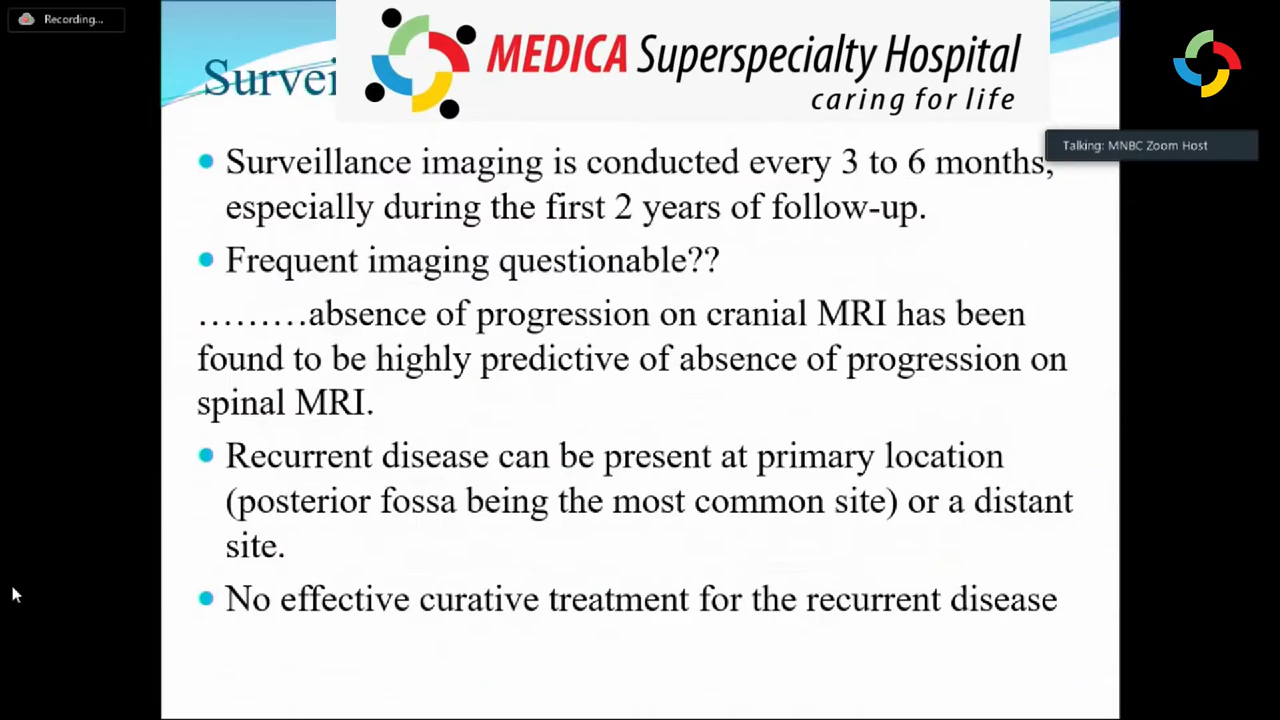 Recording...
MEDICA Superspecialty Hospital
caring for life
Survei
Talking: MNBC Zoom Host
Surveillance imaging is conducted every 3 to 6 months,
especially during the first 2 years of follow-up.
Frequent imaging questionable??
………absence of progression on cranial MRI has been
found to be highly predictive of absence of progression on
spinal MRI.
Recurrent disease can be present at primary location
(posterior fossa being the most common site) or a distant
site.
No effective curative treatment for the recurrent disease